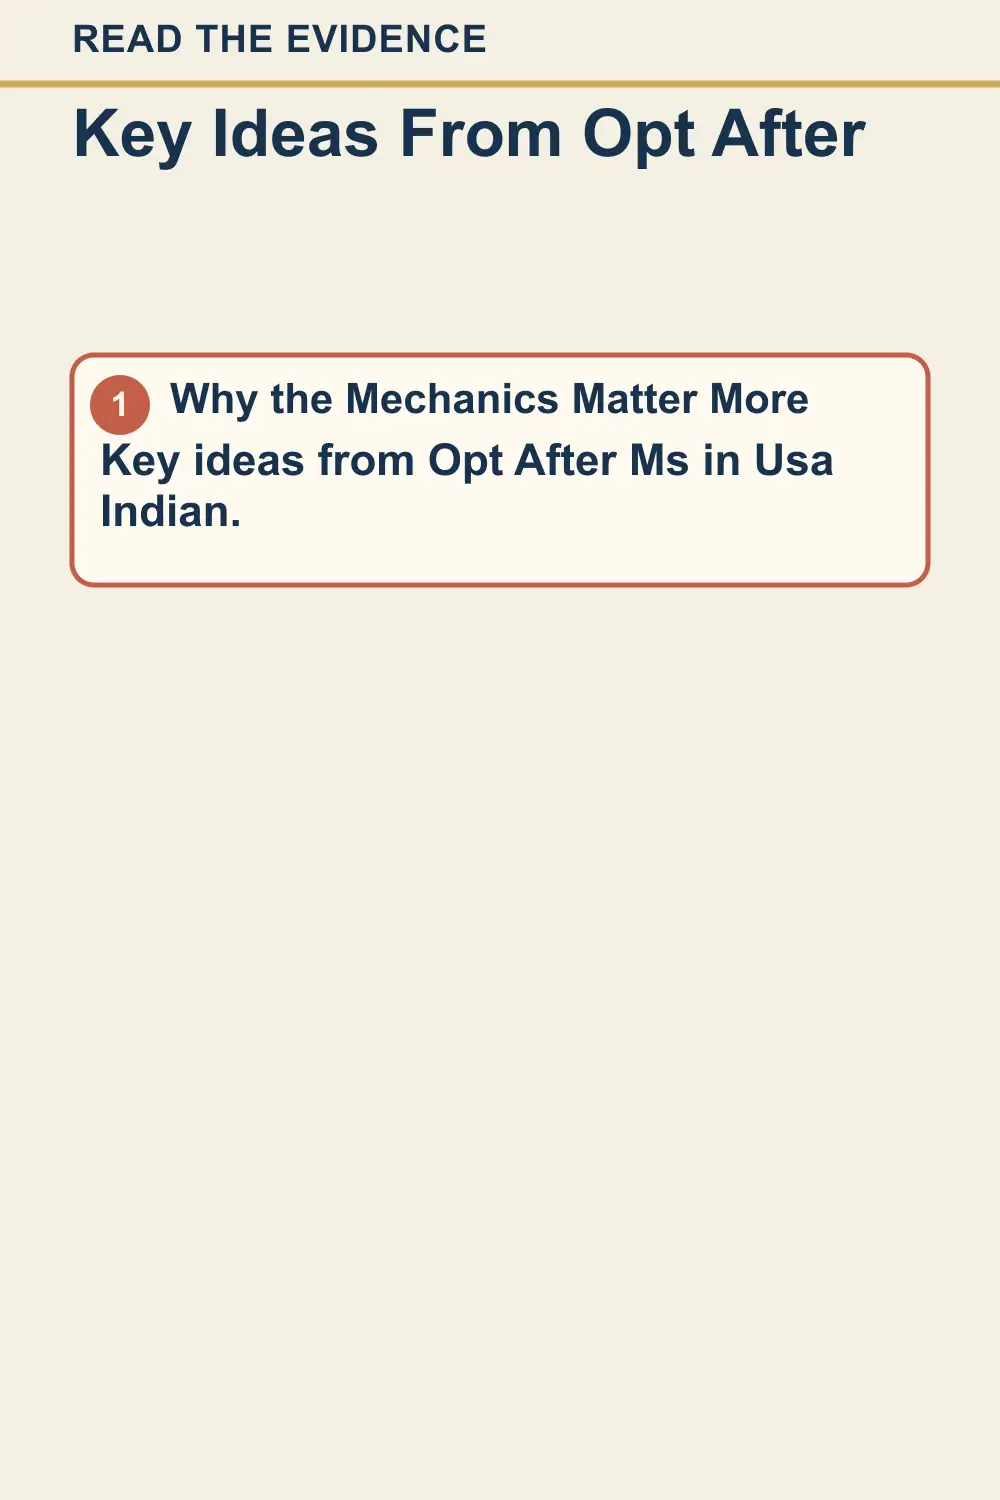 READ THE EVIDENCE
Key Ideas From Opt After
1 Why the Mechanics Matter More
Key ideas from Opt After Ms in Usa
Indian.